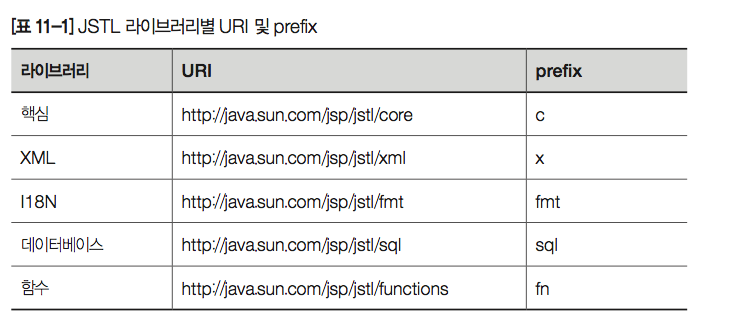 [표 11-1] JSTL 라이브러리별 URI 및 prefix
라이브러리 URI prefix
핵심 http://java.sun.com/jsp/jstl/core c
XML http://java.sun.com/jsp/jstl/xml x
I18N http://java.sun.com/jsp/jstl/fmt fmt
데이터베이스 http://java.sun.com/jsp/jstl/sql sql
함수 http://java.sun.com/jsp/jstl/functions fn